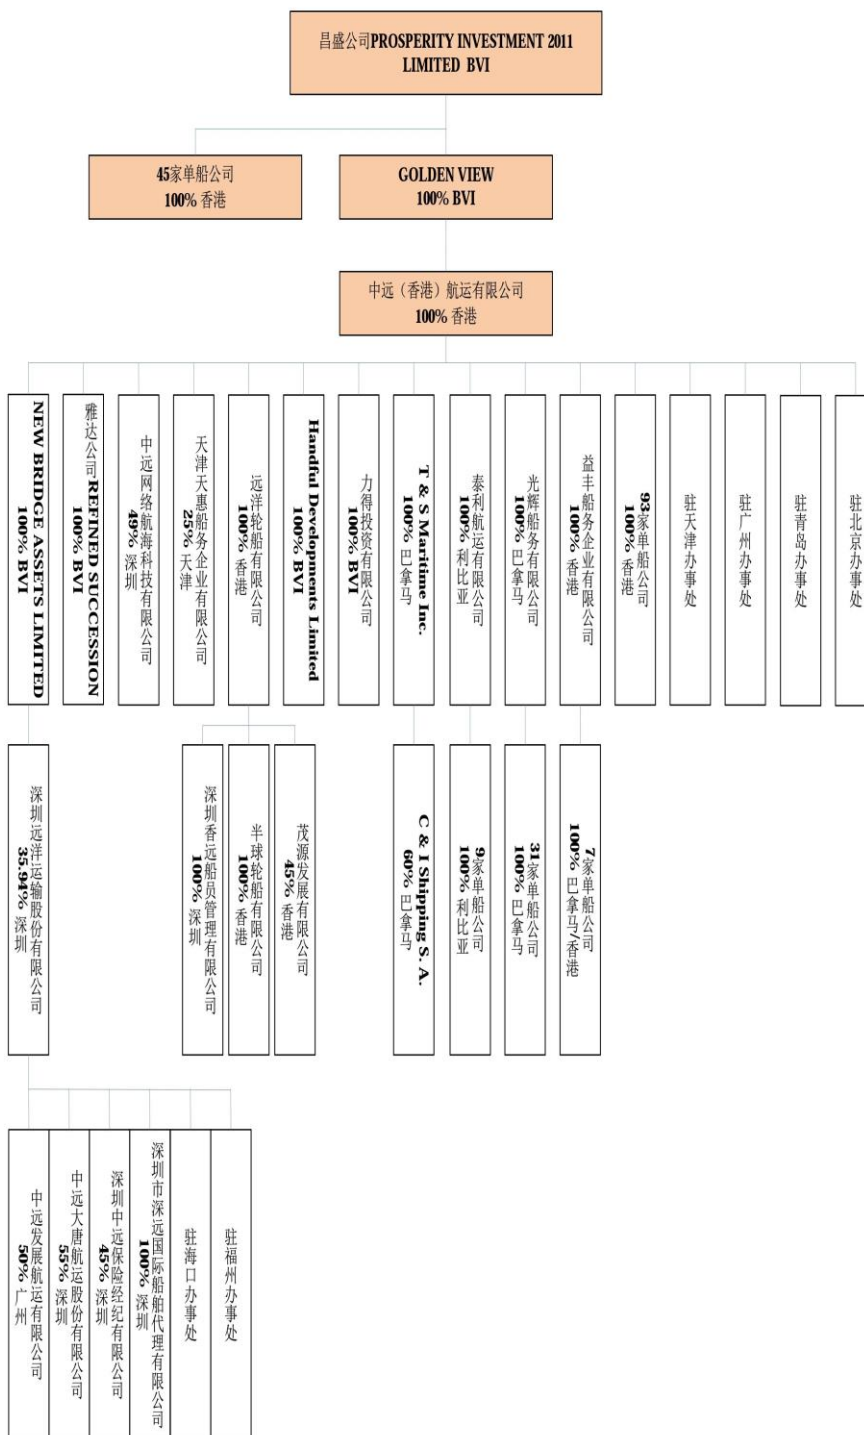 昌盛公司PROSPERITY INVESTMENT 2011
LIMITED BVI
45家单船公司
100% 香港
GOLDEN VIEW
100% BVI
中远（香港）航运有限公司
100% 香港
NEW BRIDGE ASSETS LIMITED
100% BVI
雅达公司REFINED SUCCESSION
100% BVI
中远网络航海科技有限公司
49% 深圳
天津天惠船务企业有限公司
25% 天津
远洋轮船有限公司
100% 香港
Handful Developments Limited
100% BVI
力得投资有限公司
100% BVI
T & S Maritime Inc.
100% 巴拿马
泰利航运有限公司
100% 利比亚
光辉船务有限公司
100% 巴拿马
益丰船务企业有限公司
100% 香港
93家单船公司
100% 香港
驻天津办事处
驻广州办事处
驻青岛办事处
驻北京办事处
深圳远洋运输股份有限公司
35.94% 深圳
深圳香远船员管理有限公司
100% 深圳
半球轮船有限公司
100% 香港
茂源发展有限公司
45% 香港
C & I Shipping S. A.
60% 巴拿马
9家单船公司
100% 利比亚
31家单船公司
100% 巴拿马
7家单船公司
100% 巴拿马/香港
中远发展航运有限公司
50% 广州
中远大唐航运股份有限公司
55% 深圳
深圳中远保险经纪有限公司
45% 深圳
深圳市深远国际船舶代理有限公司
100% 深圳
驻海口办事处
驻福州办事处